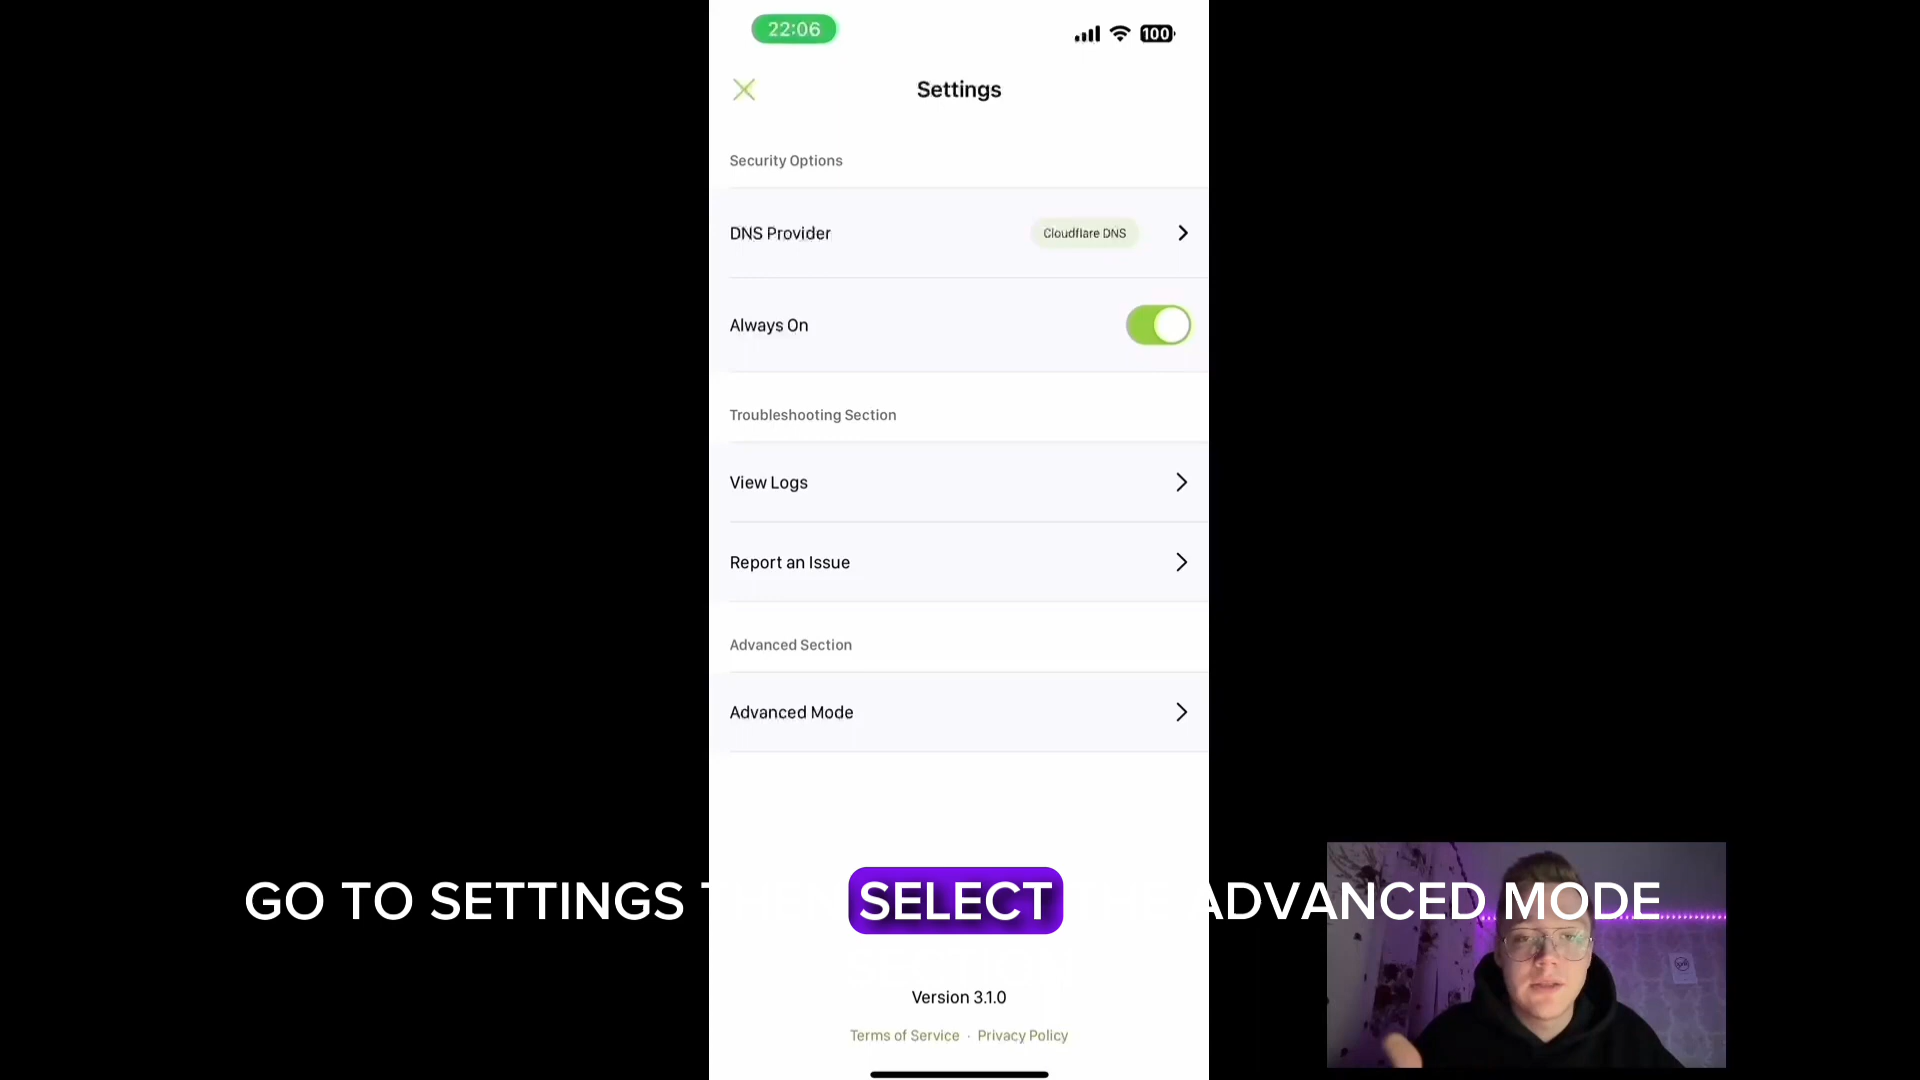 22:06
100
Settings
Security Options
DNS Provider
Cloudflare DNS
Always On
Troubleshooting Section
View Logs
Report an Issue
Advanced Section
Advanced Mode
GO TO SETTINGS SELECT ADVANCED MODE
Version 3.1.0
Terms of Service · Privacy Policy